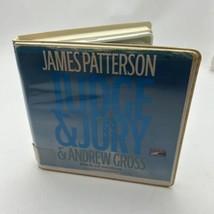 JAMES PATTERSON
JUDGE
& JURY
& ANDREW GROSS